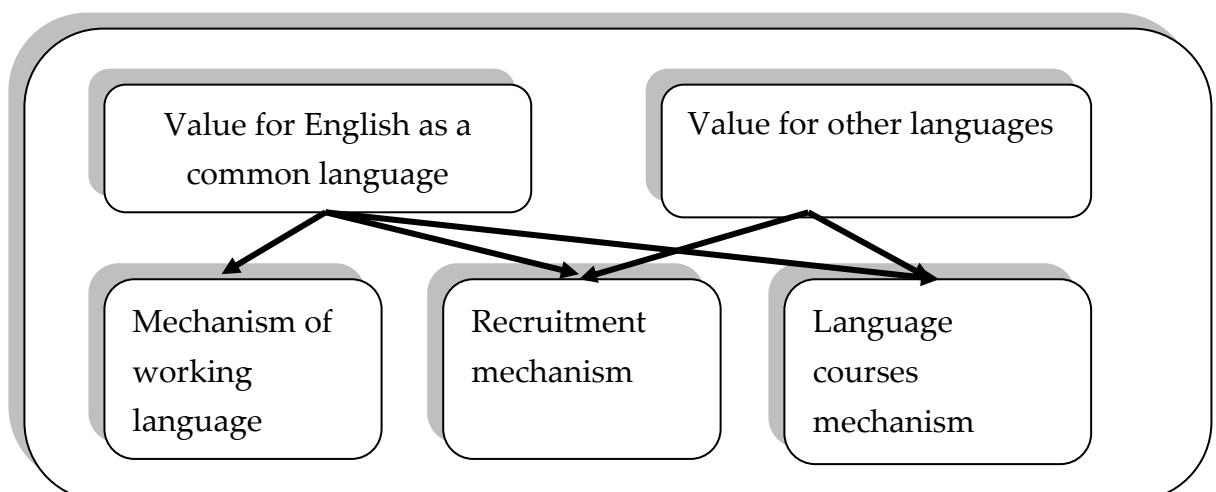 Value for English as a
common language
Value for other languages
Mechanism of
working
language
Recruitment
mechanism
Language
courses
mechanism